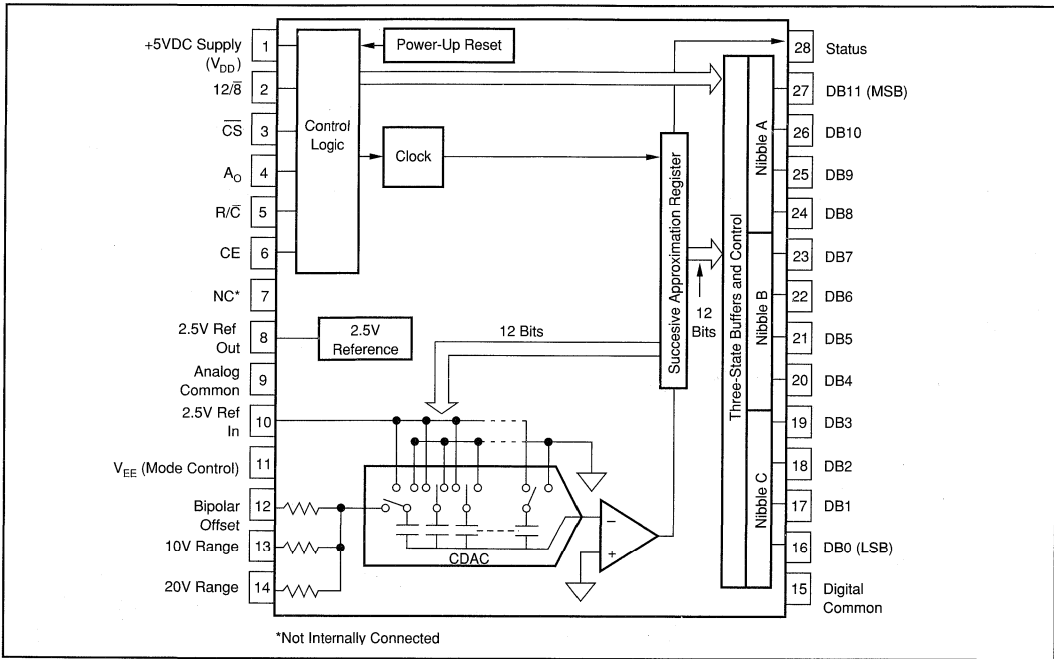 +5VDC Supply
(VDD)
1
12/8̅
2
C̅S̅
3
AO
4
R/C̅
5
CE
6
NC*
7
2.5V Ref
Out
8
Analog
Common
9
2.5V Ref
In
10
VEE (Mode Control)
11
Bipolar
Offset
12
10V Range
13
20V Range
14
Control
Logic
Power-Up Reset
Clock
2.5V
Reference
12 Bits
CDAC
−
+
Succesive Approximation Register
12
Bits
Three-State Buffers and Control
Nibble A
Nibble B
Nibble C
28
Status
27
DB11 (MSB)
26
DB10
25
DB9
24
DB8
23
DB7
22
DB6
21
DB5
20
DB4
19
DB3
18
DB2
17
DB1
16
DB0 (LSB)
15
Digital
Common
*Not Internally Connected